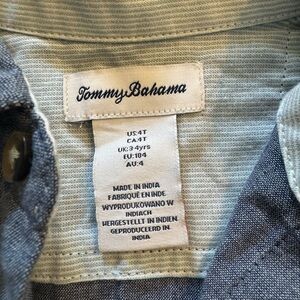 Tommy Bahama
US:4T
CA:4T
UK:3 4yrs
EU:104
AU:4
MADE IN INDIA
FABRIQUÉ EN INDE
WYPRODUKOWANO W
INDIACH
HERGESTELLT IN INDIEN
GEPRODUCEERD IN
INDIA